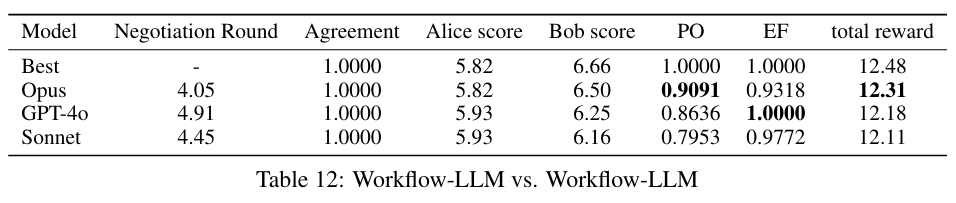 Model Negotiation Round Agreement Alice score Bob score PO EF total reward
Best - 1.0000 5.82 6.66 1.0000 1.0000 12.48
Opus 4.05 1.0000 5.82 6.50 0.9091 0.9318 12.31
GPT-4o 4.91 1.0000 5.93 6.25 0.8636 1.0000 12.18
Sonnet 4.45 1.0000 5.93 6.16 0.7953 0.9772 12.11
Table 12: Workflow-LLM vs. Workflow-LLM